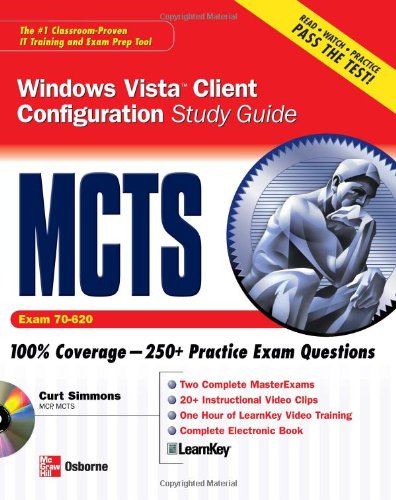 The #1 Classroom-Proven
IT Training and Exam Prep Tool
READ • WATCH • PRACTICE
PASS THE TEST!
Windows Vista™ Client
Configuration Study Guide
MCTS
Exam 70-620
100% Coverage—250+ Practice Exam Questions
Curt Simmons
MCP, MCTS
• Two Complete MasterExams
• 20+ Instructional Video Clips
• One Hour of LearnKey Video Training
• Complete Electronic Book
LearnKey
Mc
Graw
Hill
Osborne